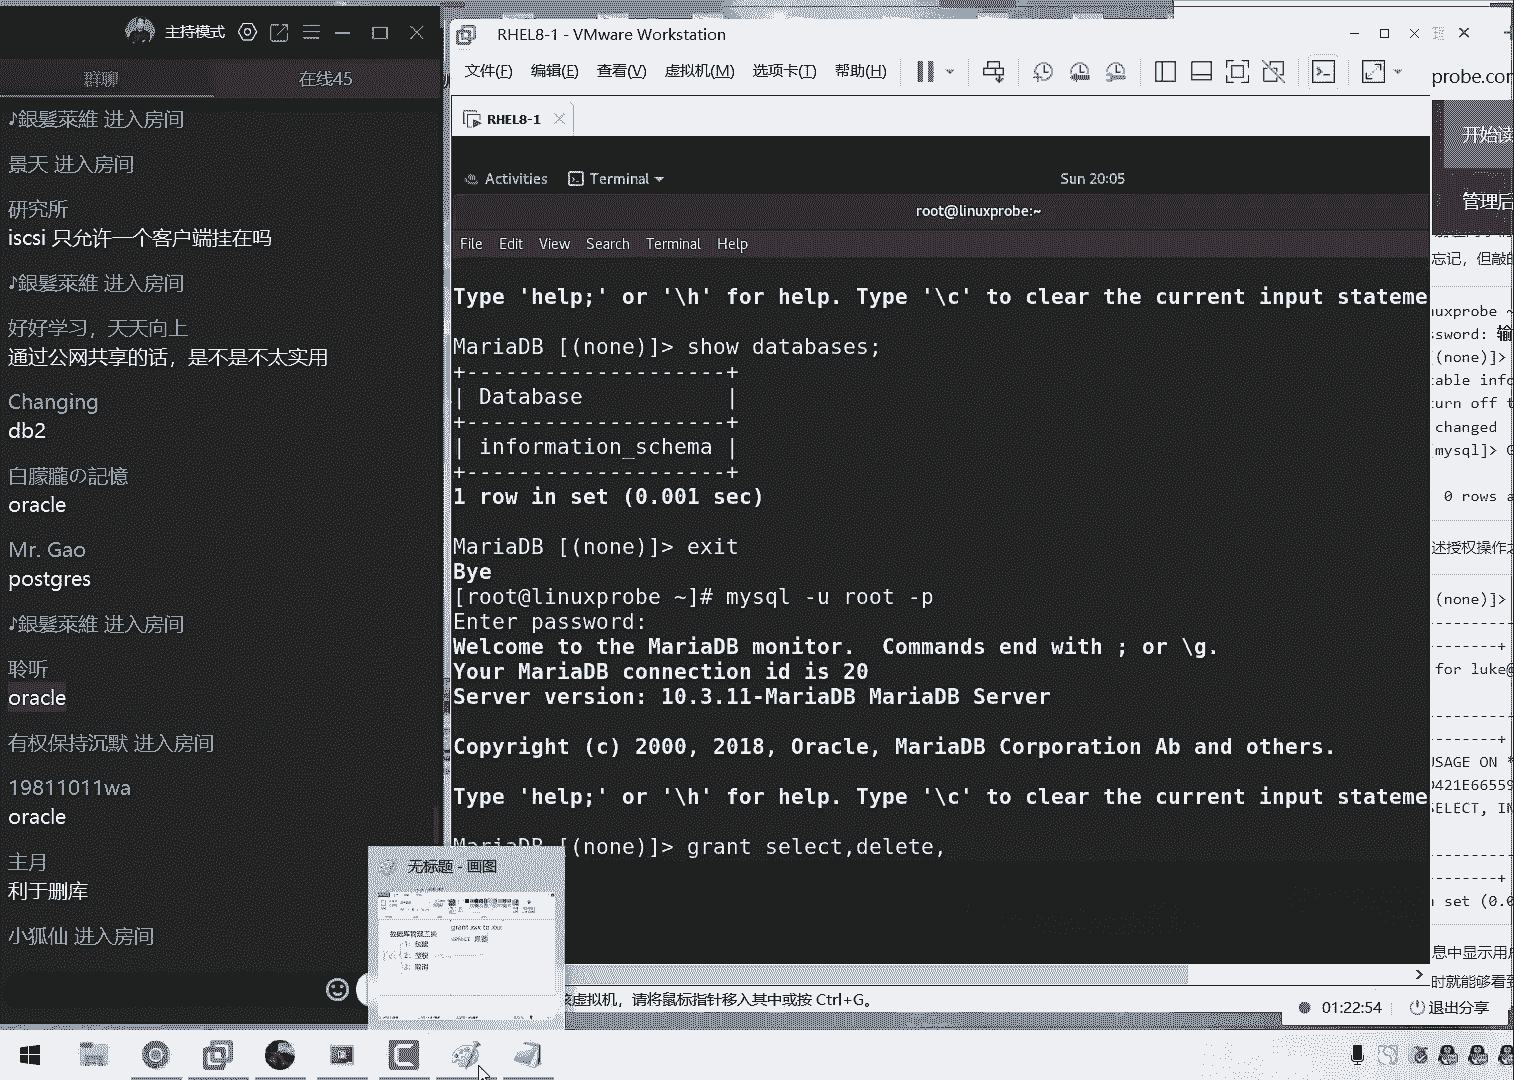 主持模式
群聊
在线45
♪銀髮萊維 进入房间
景天 进入房间
研究所
iscsi 只允许一个客户端挂在吗
♪銀髮萊維 进入房间
好好学习，天天向上
通过公网共享的话，是不是不太实用
Changing
db2
白朦朧の記憶
oracle
Mr. Gao
postgres
♪銀髮萊維 进入房间
聆听
oracle
有权保持沉默 进入房间
19811011wa
oracle
主月
利于删库
小狐仙 进入房间
RHEL8-1 - VMware Workstation
文件(F) 编辑(E) 查看(V) 虚拟机(M) 选项卡(T) 帮助(H)
RHEL8-1
Activities Terminal Sun 20:05
root@linuxprobe:~
File Edit View Search Terminal Help
Type 'help;' or '\h' for help. Type '\c' to clear the current input stateme
MariaDB [(none)]> show databases;
+--------------------+
| Database           |
+--------------------+
| information_schema |
+--------------------+
1 row in set (0.001 sec)
MariaDB [(none)]> exit
Bye
[root@linuxprobe ~]# mysql -u root -p
Enter password:
Welcome to the MariaDB monitor.  Commands end with ; or \g.
Your MariaDB connection id is 20
Server version: 10.3.11-MariaDB MariaDB Server
Copyright (c) 2000, 2018, Oracle, MariaDB Corporation Ab and others.
Type 'help;' or '\h' for help. Type '\c' to clear the current input stateme
MariaDB [(none)]> grant select,delete,
无标题 - 画图
虚拟机，请将鼠标指针移入其中或按 Ctrl+G。
01:22:54 退出分享
probe.com
开始读
管理后
忘记，但敲的
uxprobe ~
ssword: 输
(none)]>
table info
turn off t
changed
mysql]> G
0 rows a
述授权操作之
(none)]>
--------+
for luke@
--------+
USAGE ON *
D421E66559
SELECT, IN
--------+
n set (0.0
息中显示用户
时就能够看到